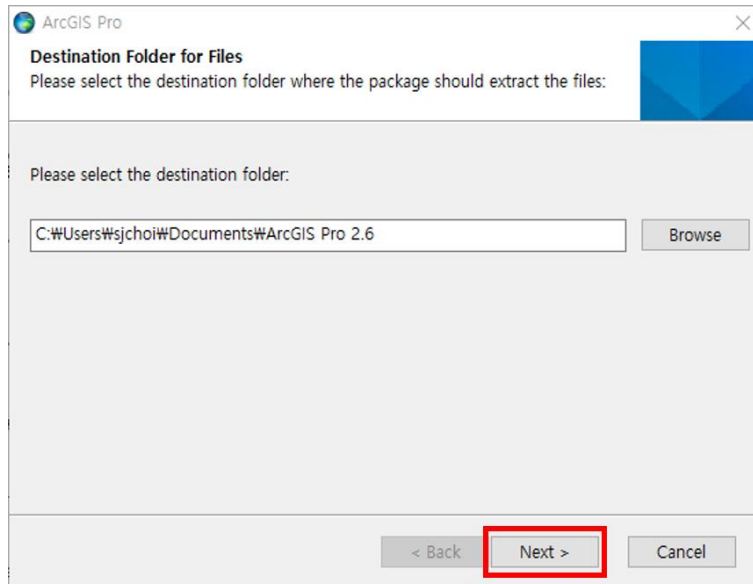 ArcGIS Pro
Destination Folder for Files
Please select the destination folder where the package should extract the files:
Please select the destination folder:
C:₩Users₩sjchoi₩Documents₩ArcGIS Pro 2.6
Browse
< Back Next > Cancel